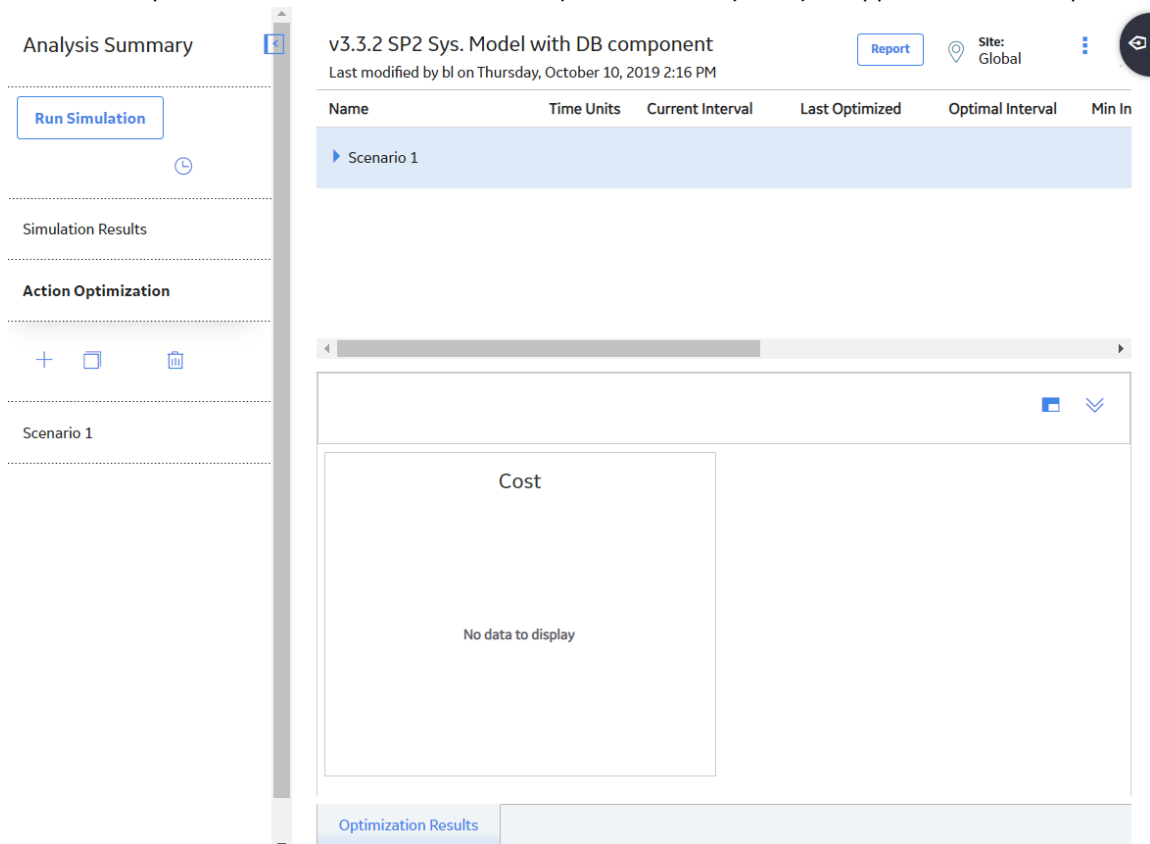 Analysis Summary
Run Simulation
Simulation Results
Action Optimization
Scenario 1
v3.3.2 SP2 Sys. Model with DB component
Last modified by bl on Thursday, October 10, 2019 2:16 PM
Report
Site:
Global
Name Time Units Current Interval Last Optimized Optimal Interval Min In
Scenario 1
Cost
No data to display
Optimization Results